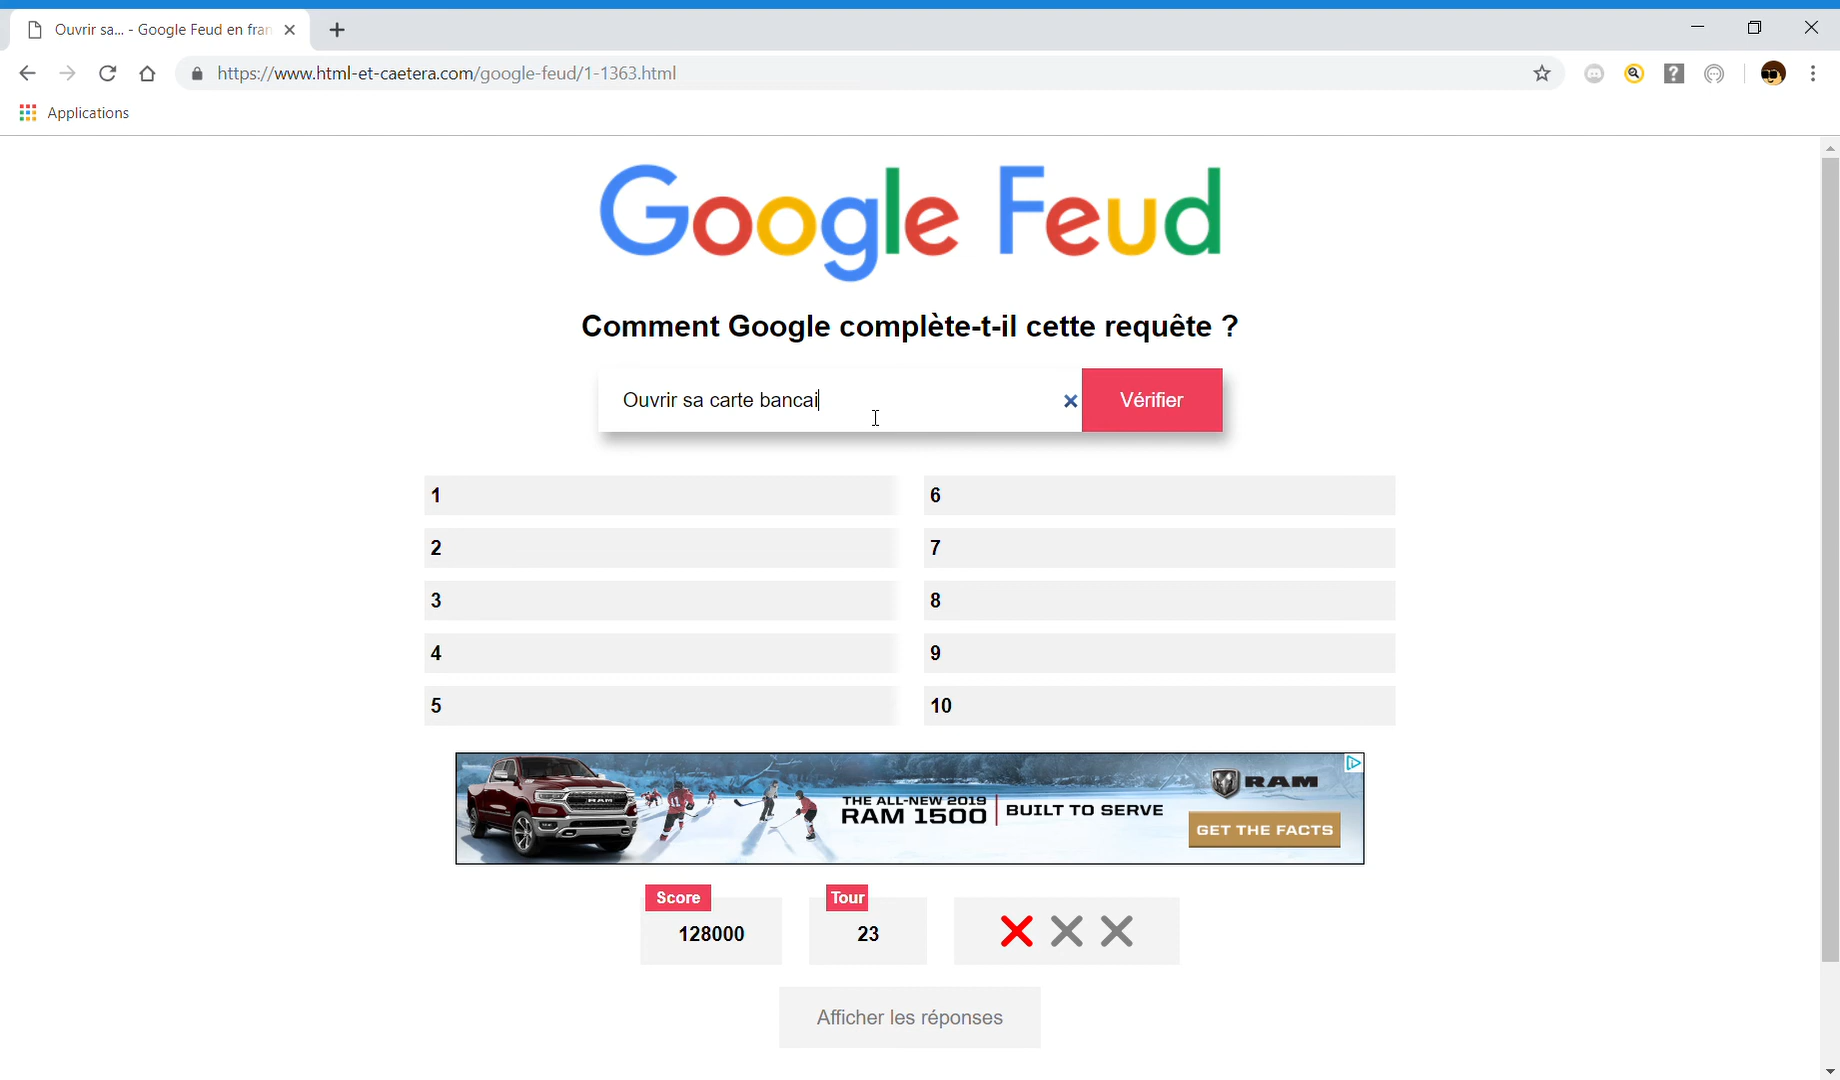 Ouvrir sa... - Google Feud en fran
https://www.html-et-caetera.com/google-feud/1-1363.html
Applications
Google Feud
Comment Google complète-t-il cette requête ?
Ouvrir sa carte bancai
Vérifier
1
2
3
4
5
6
7
8
9
10
THE ALL-NEW 2019
RAM 1500
BUILT TO SERVE
RAM
GET THE FACTS
Score
128000
Tour
23
Afficher les réponses